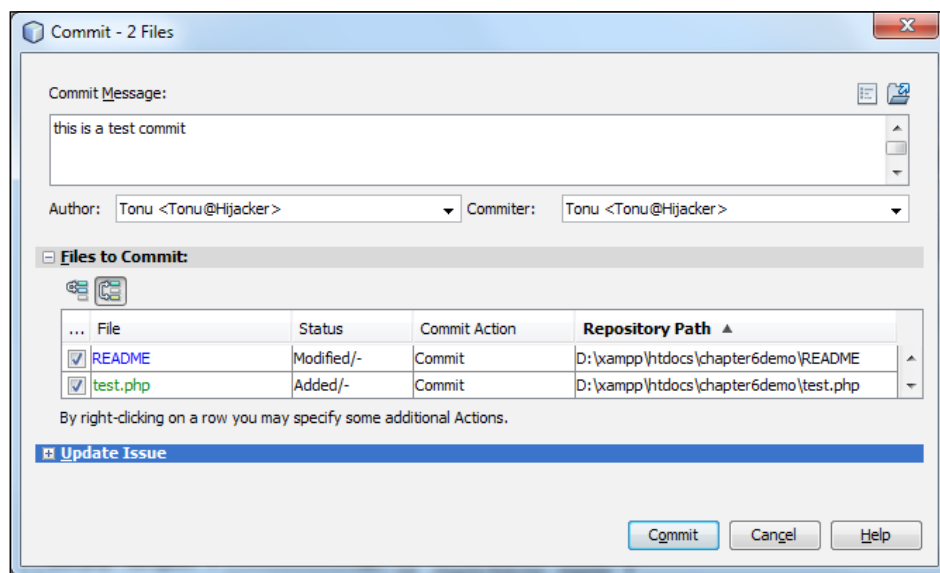 Commit - 2 Files
Commit Message:
this is a test commit
Author: Tonu <Tonu@Hijacker> Commiter: Tonu <Tonu@Hijacker>
Files to Commit:
... File Status Commit Action Repository Path
README Modified/- Commit D:\xampp\htdocs\chapter6demo\README
test.php Added/- Commit D:\xampp\htdocs\chapter6demo\test.php
By right-clicking on a row you may specify some additional Actions.
Update Issue
Commit Cancel Help